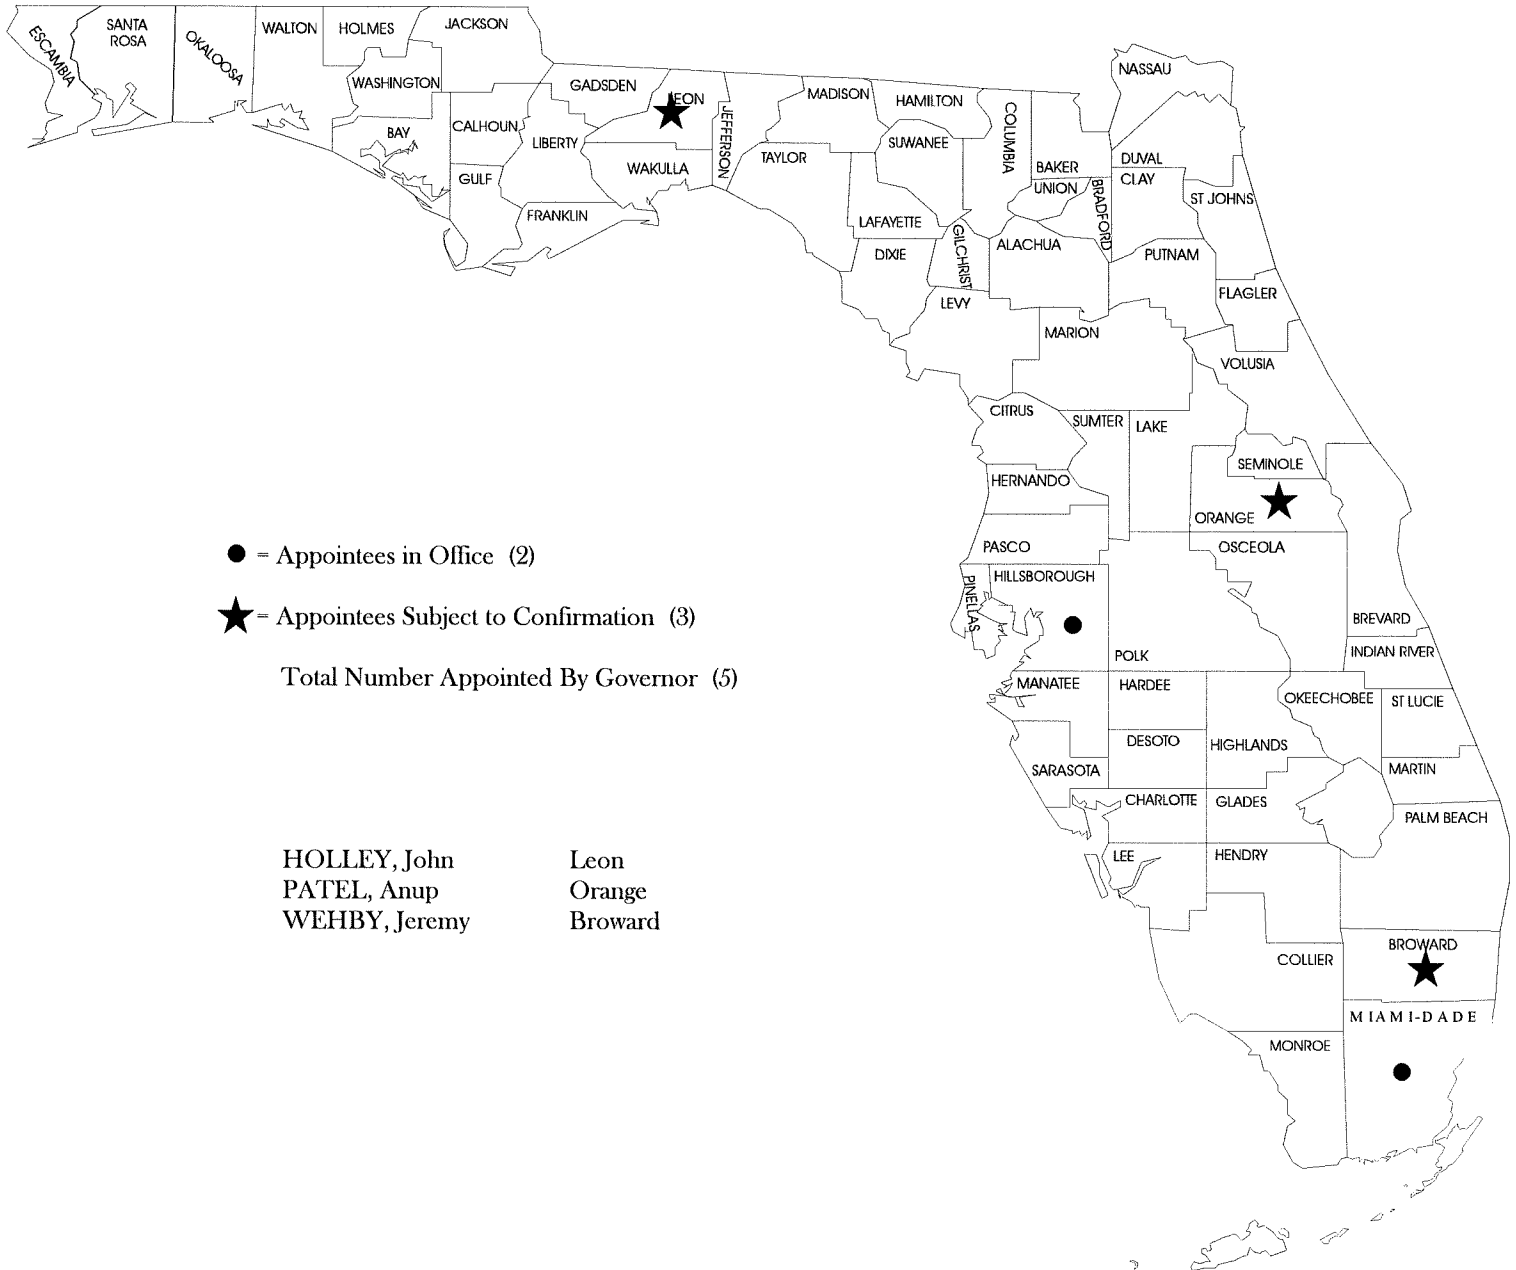 ESCAMBIA
SANTA
ROSA
OKALOOSA
WALTON
HOLMES
JACKSON
WASHINGTON
BAY
CALHOUN
GULF
GADSDEN
LIBERTY
FRANKLIN
LEON
WAKULLA
JEFFERSON
MADISON
TAYLOR
HAMILTON
SUWANEE
LAFAYETTE
DIXIE
COLUMBIA
GILCHRIST
NASSAU
BAKER
UNION
BRADFORD
DUVAL
CLAY
ST JOHNS
ALACHUA
PUTNAM
LEVY
FLAGLER
MARION
VOLUSIA
CITRUS
SUMTER
LAKE
SEMINOLE
HERNANDO
ORANGE
PASCO
OSCEOLA
PINELLAS
HILLSBOROUGH
POLK
BREVARD
INDIAN RIVER
MANATEE
HARDEE
OKEECHOBEE
ST LUCIE
DESOTO
HIGHLANDS
SARASOTA
MARTIN
CHARLOTTE
GLADES
PALM BEACH
LEE
HENDRY
BROWARD
COLLIER
MIAMI-DADE
MONROE
= Appointees in Office (2)
= Appointees Subject to Confirmation (3)
Total Number Appointed By Governor (5)
HOLLEY, John Leon
PATEL, Anup Orange
WEHBY, Jeremy Broward